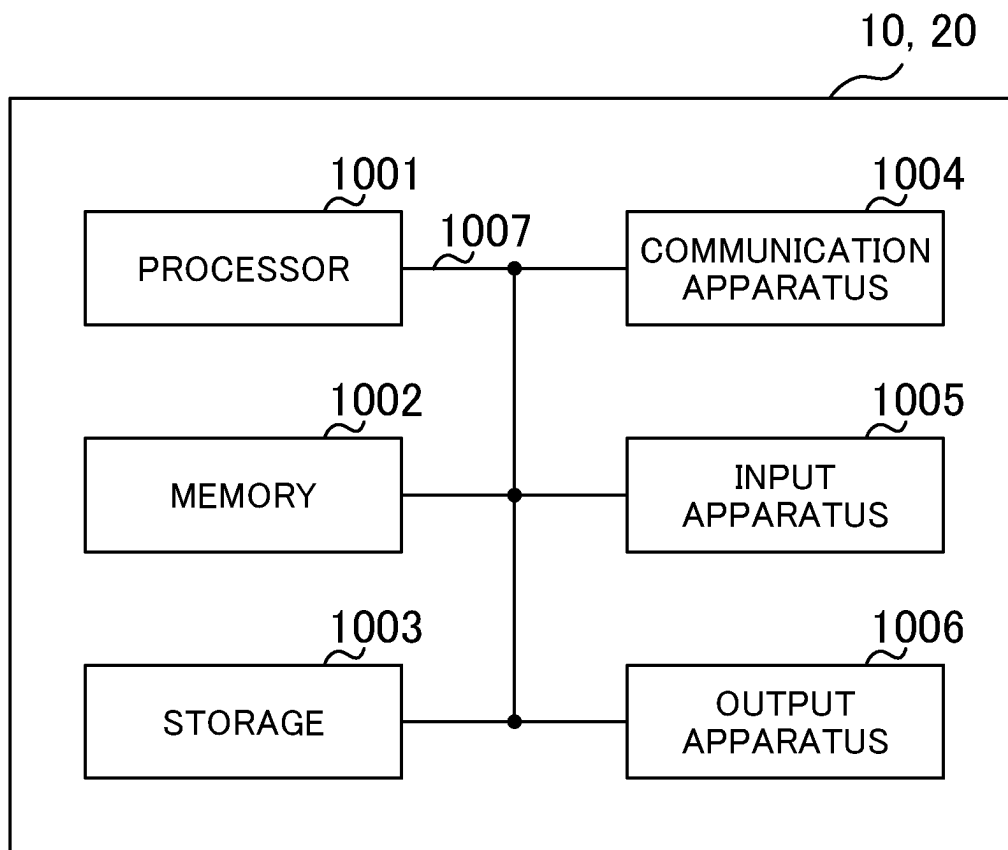 10, 20
1001
1004
1007
PROCESSOR
COMMUNICATION
APPARATUS
1002
1005
MEMORY
INPUT
APPARATUS
1003
1006
STORAGE
OUTPUT
APPARATUS